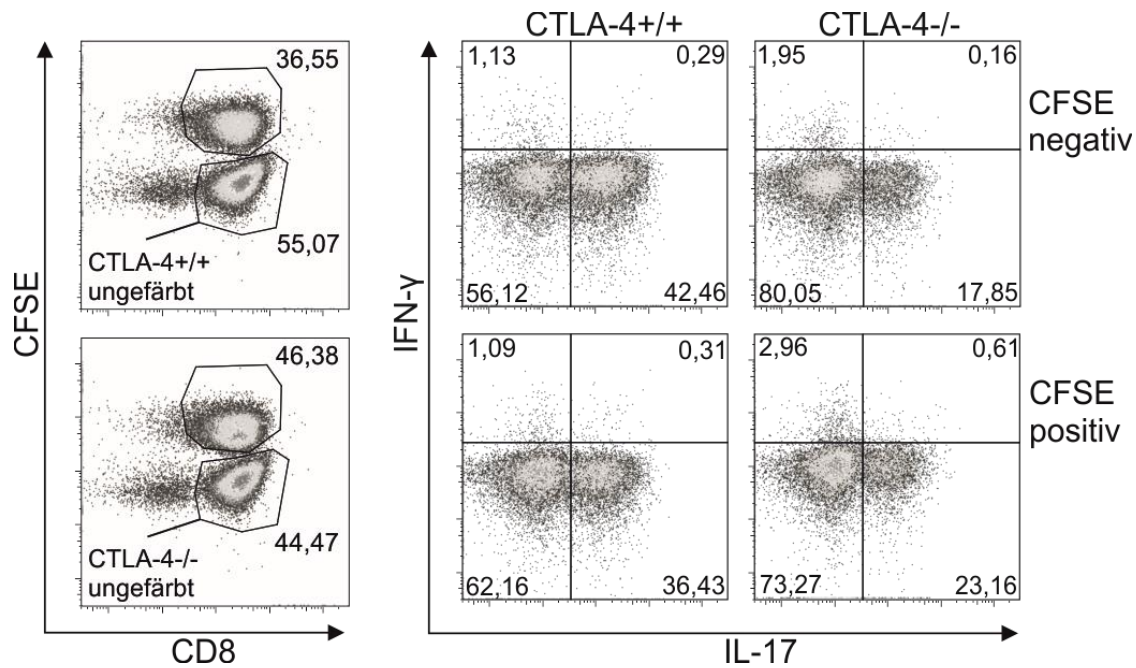 CTLA-4+/+
CTLA-4-/-
36,55
55,07
CTLA-4+/+
ungefärbt
46,38
44,47
CTLA-4-/-
ungefärbt
CFSE
CD8
1,13
0,29
56,12
42,46
1,95
0,16
80,05
17,85
CFSE
negativ
1,09
0,31
62,16
36,43
2,96
0,61
73,27
23,16
CFSE
positiv
IFN-γ
IL-17